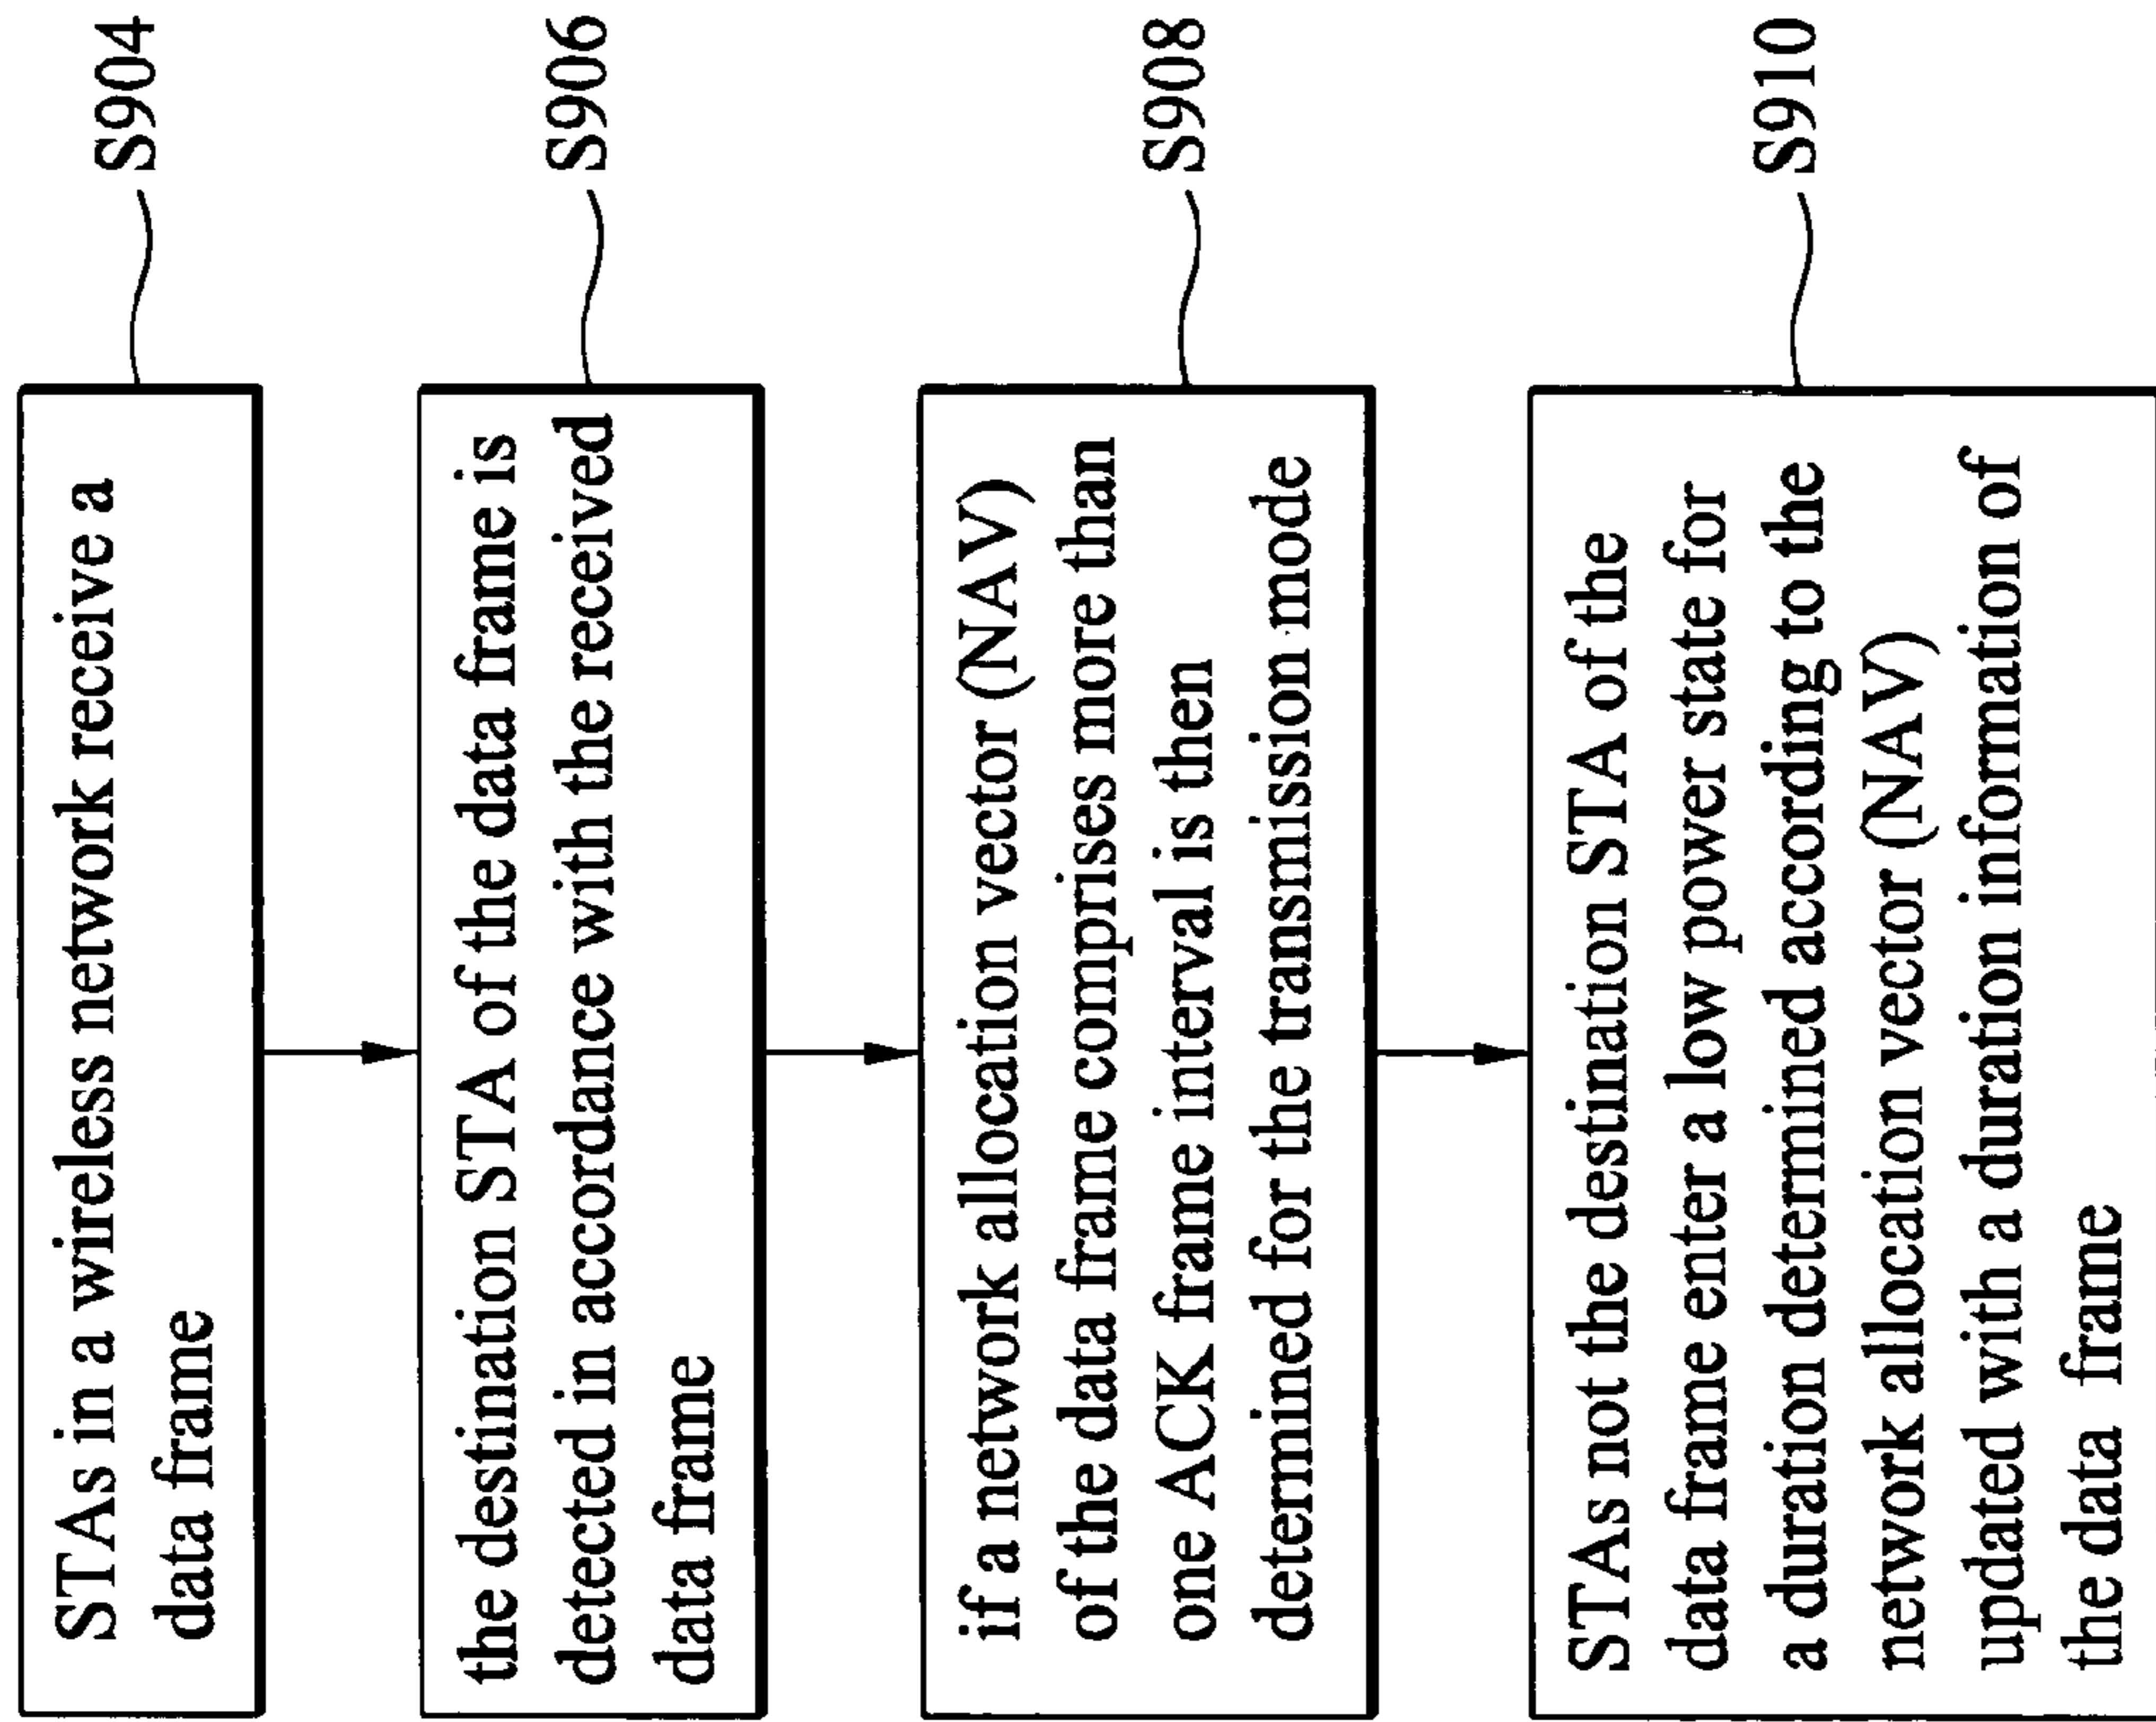 STAs in a wireless network receive a
data frame
S904
the destination STA of the data frame is
detected in accordance with the received
data frame
S906
if a network allocation vector (NAV)
of the data frame comprises more than
one ACK frame interval is then
determined for the transmission mode
S908
STAs not the destination STA of the
data frame enter a low power state for
a duration determined according to the
network allocation vector (NAV)
updated with a duration information of
the data frame
S910